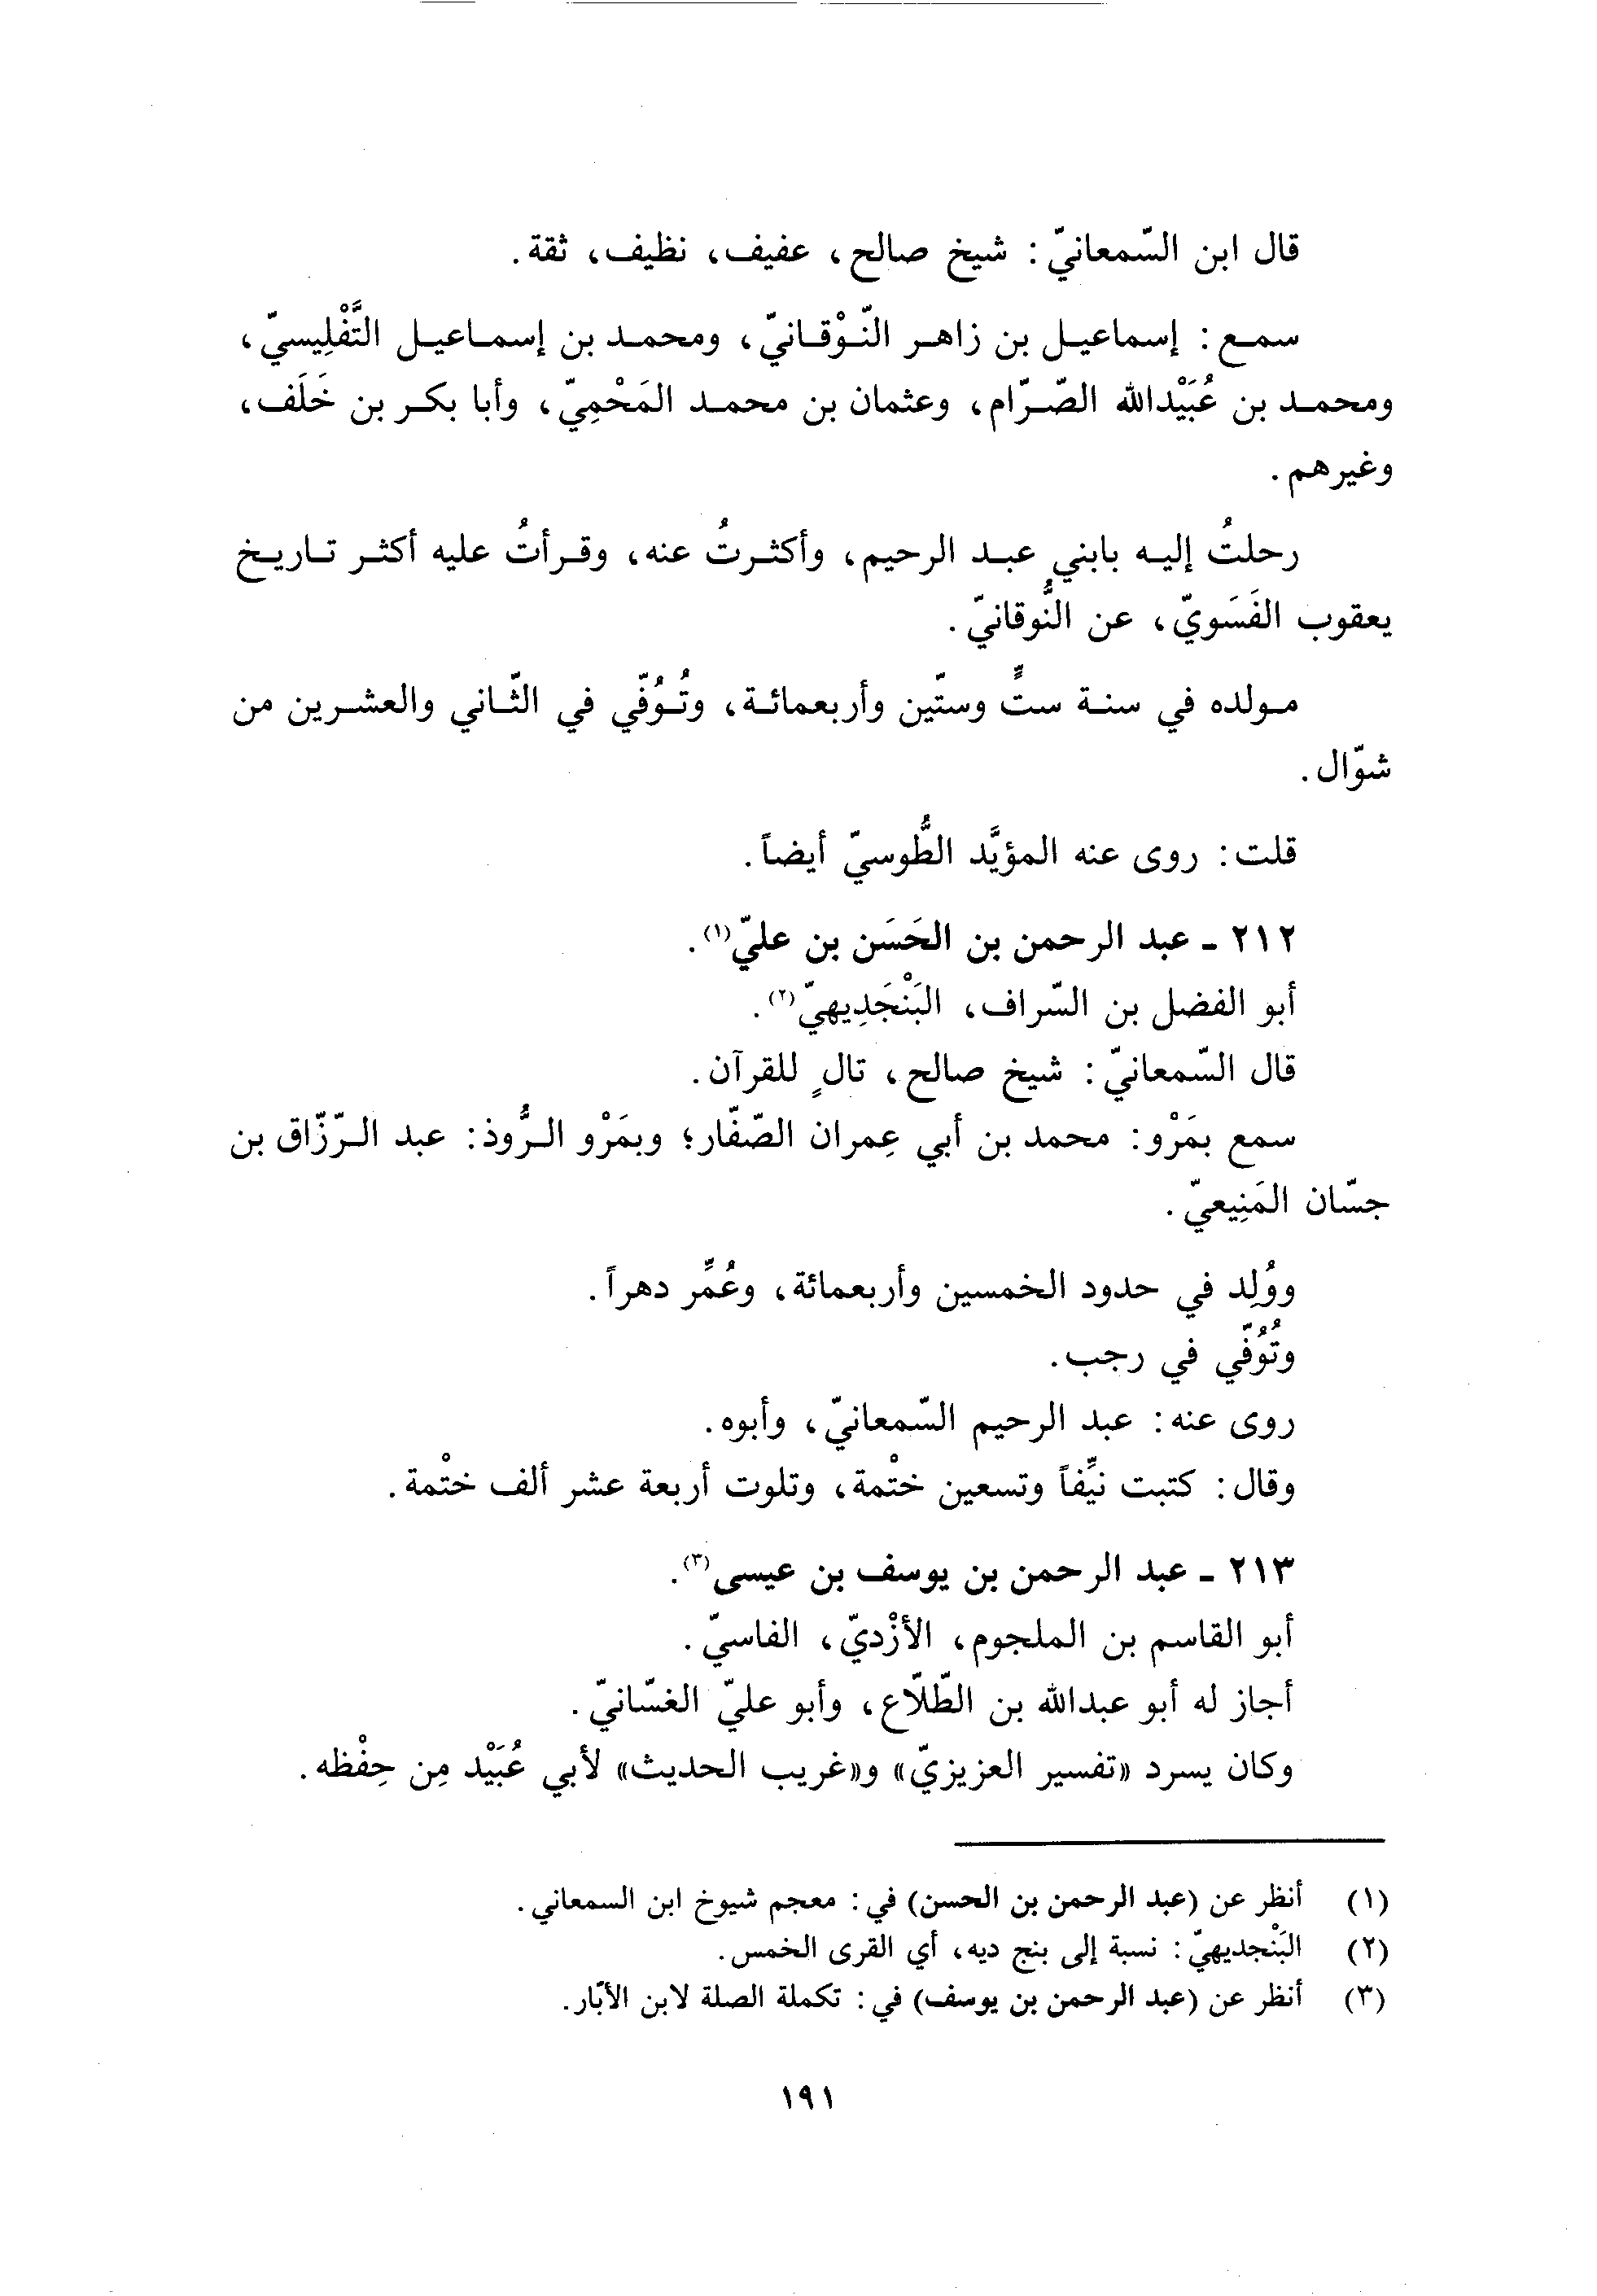 قال ابن السّمعانيّ: شيخ صالح، عفيف، نظيف، ثقة.
سمع: إسماعيل بن زاهر النَّوْقانيّ، ومحمد بن إسماعيل التَّفْلِيسيّ،
ومحمد بن عُبَيْدالله الصّرّام، وعثمان بن محمد المَحْمِيّ، وأبا بكر بن خَلَف،
وغيرهم.
رحلتُ إليه بابني عبد الرحيم، وأكثرتُ عنه، وقرأتُ عليه أكثر تاريخ
يعقوب الفَسَويّ، عن النُّوقانيّ.
مولده في سنة ستٍّ وستّين وأربعمائة، وتُوُفّي في الثّاني والعشرين من
شوّال.
قلت: روى عنه المؤيَّد الطُّوسيّ أيضاً.
٢١٢ - عبد الرحمن بن الحَسَن بن عليّ(١).
أبو الفضل بن السّراف، البَنْجَدِيهيّ(٢).
قال السّمعانيّ: شيخ صالح، تالٍ للقرآن.
سمع بمَرْو: محمد بن أبي عِمران الصّفّار؛ وبمَرْو الرُّوذ: عبد الرّزّاق بن
جسّان المَنِيعيّ.
ووُلِد في حدود الخمسين وأربعمائة، وعُمِّر دهراً.
وتُوُفّي في رجب.
روى عنه: عبد الرحيم السّمعانيّ، وأبوه.
وقال: كتبت نيِّفاً وتسعين ختْمة، وتلوت أربعة عشر ألف ختْمة.
٢١٣ - عبد الرحمن بن يوسف بن عيسى(٣).
أبو القاسم بن الملجوم، الأزْديّ، الفاسيّ.
أجاز له أبو عبدالله بن الطّلّاع، وأبو عليّ الغسّانيّ.
وكان يسرد «تفسير العزيزيّ» و«غريب الحديث» لأبي عُبَيْد مِن حِفْظه.
(١) أنظر عن (عبد الرحمن بن الحسن) في: معجم شيوخ ابن السمعاني.
(٢) البَنْجديهيّ: نسبة إلى بنج ديه، أي القرى الخمس.
(٣) أنظر عن (عبد الرحمن بن يوسف) في: تكملة الصلة لابن الأبّار.
١٩١